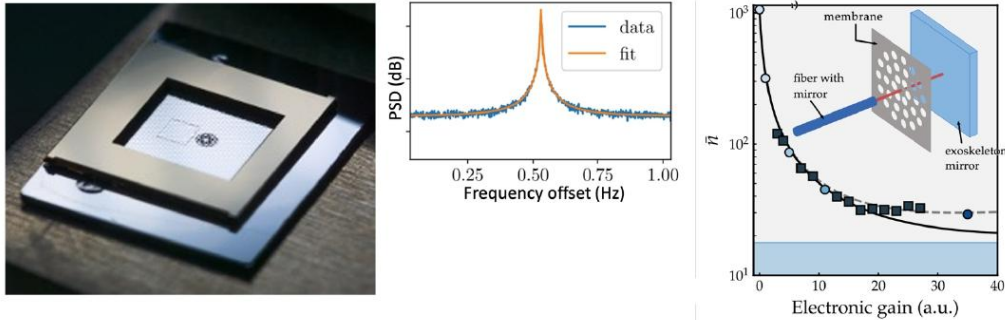 PSD (dB)
data
fit
0.25
0.50
0.75
1.00
Frequency offset (Hz)
n̄
10³
10²
10¹
membrane
fiber with
mirror
exoskeleton
mirror
0
10
20
30
40
Electronic gain (a.u.)